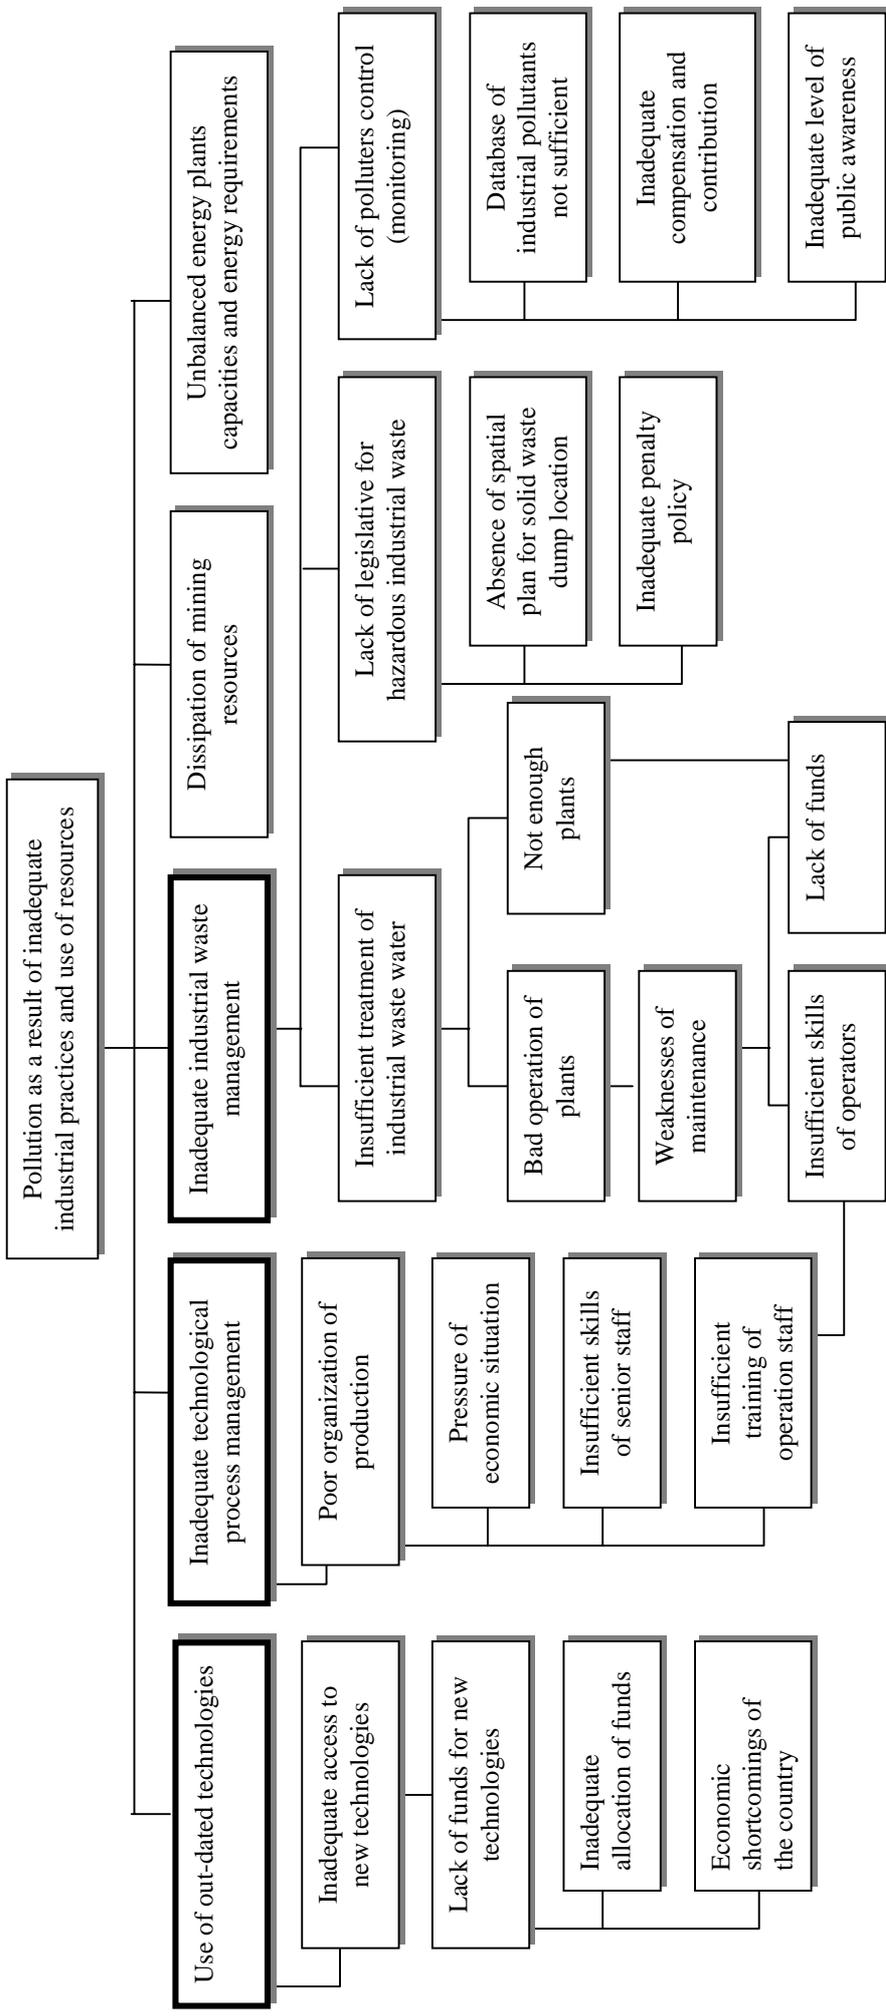 Pollution as a result of inadequate
industrial practices and use of resources
Use of out-dated technologies
Inadequate technological
process management
Inadequate industrial waste
management
Dissipation of mining
resources
Unbalanced energy plants
capacities and energy requirements
Inadequate access to
new technologies
Lack of funds for new
technologies
Inadequate
allocation of funds
Economic
shortcomings of
the country
Poor organization of
production
Pressure of
economic situation
Insufficient skills
of senior staff
Insufficient
training of
operation staff
Insufficient treatment of
industrial waste water
Bad operation of
plants
Not enough
plants
Weaknesses of
maintenance
Insufficient skills
of operators
Lack of funds
Lack of legislative for
hazardous industrial waste
Absence of spatial
plan for solid waste
dump location
Inadequate penalty
policy
Lack of polluters control
(monitoring)
Database of
industrial pollutants
not sufficient
Inadequate
compensation and
contribution
Inadequate level of
public awareness